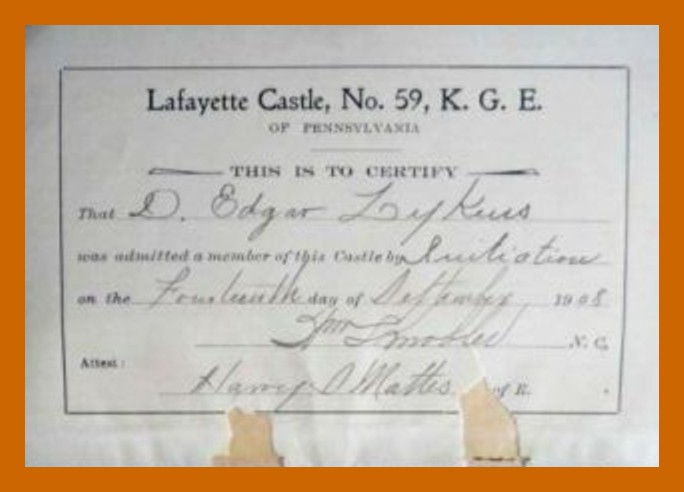 Lafayette Castle, No. 59, K. G. E.
OF PENNSYLVANIA
THIS IS TO CERTIFY
That D. Edgar Lykens
was admitted a member of this Castle by Initiation
on the Fourteenth day of September 1908
Wm N. C.
Attest:
Harry O Mattes of R.